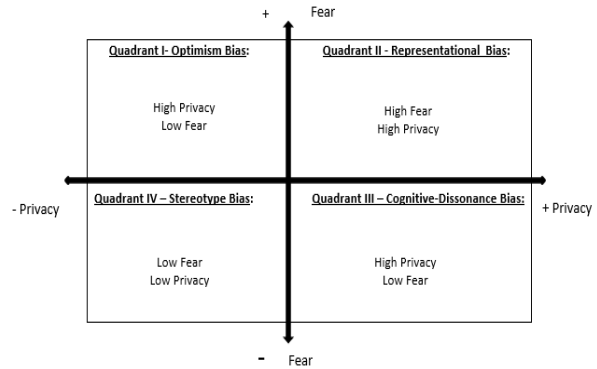 + Fear
Quadrant I- Optimism Bias:
High Privacy
Low Fear
Quadrant II - Representational Bias:
High Fear
High Privacy
- Privacy
+ Privacy
Quadrant IV – Stereotype Bias:
Low Fear
Low Privacy
Quadrant III – Cognitive-Dissonance Bias:
High Privacy
Low Fear
- Fear